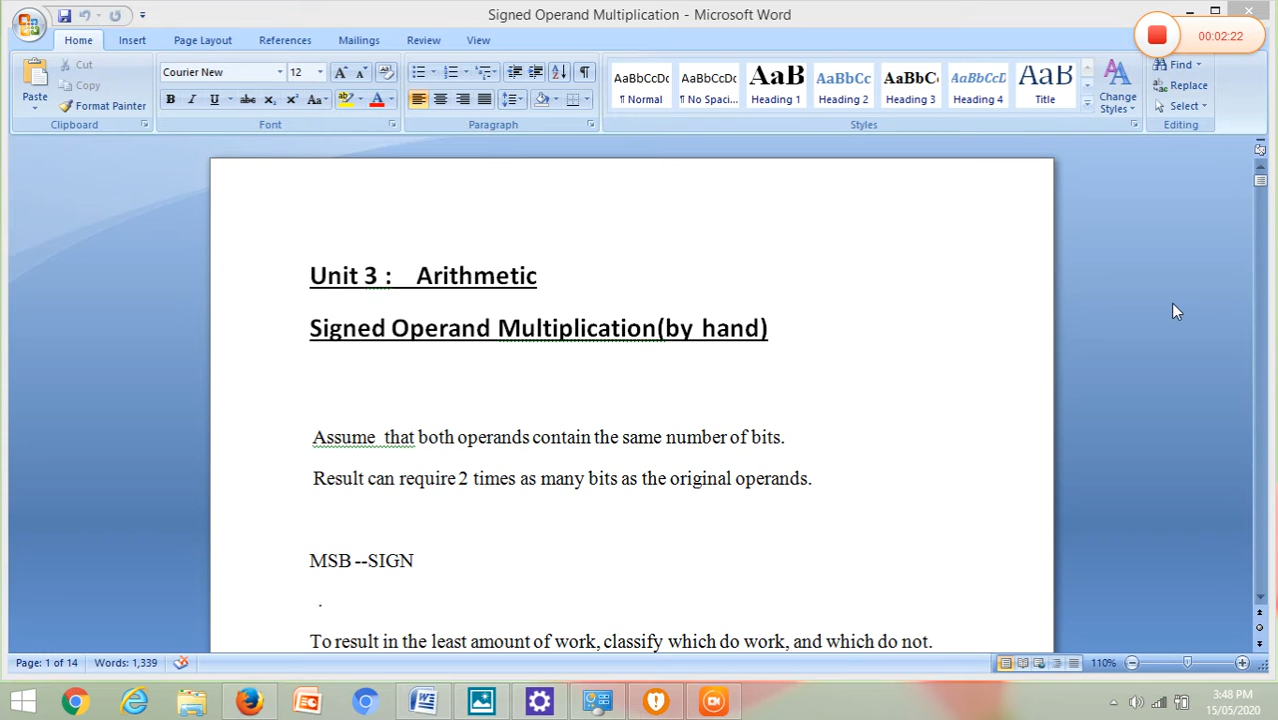 Signed Operand Multiplication - Microsoft Word
00:02:22
Home Insert Page Layout References Mailings Review View
Paste
Cut
Copy
Format Painter
Clipboard
Courier New 12
B I U abc X₂ X² Aa
Font
Paragraph
AaBbCcDc AaBbCcDc AaB AaBbCc AaBbCc AaBbCcD AaB
¶ Normal ¶ No Spaci... Heading 1 Heading 2 Heading 3 Heading 4 Title
Change Styles
Styles
Find
Replace
Select
Editing
Unit 3 : Arithmetic
Signed Operand Multiplication(by hand)
Assume that both operands contain the same number of bits.
Result can require 2 times as many bits as the original operands.
MSB --SIGN
.
To result in the least amount of work, classify which do work, and which do not.
Page: 1 of 14 Words: 1,339 110%
3:48 PM
15/05/2020